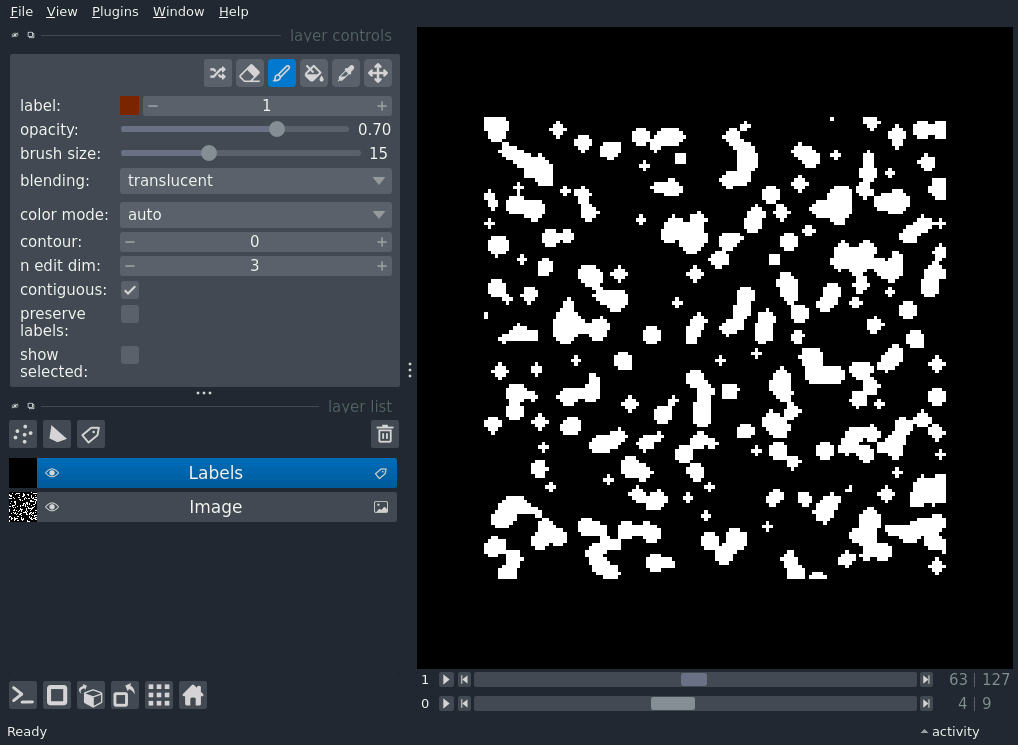 File View Plugins Window Help
layer controls
label: 1
opacity: 0.70
brush size: 15
blending: translucent
color mode: auto
contour: 0
n edit dim: 3
contiguous:
preserve
labels:
show
selected:
layer list
Labels
Image
1 63 | 127
0 4 | 9
Ready activity